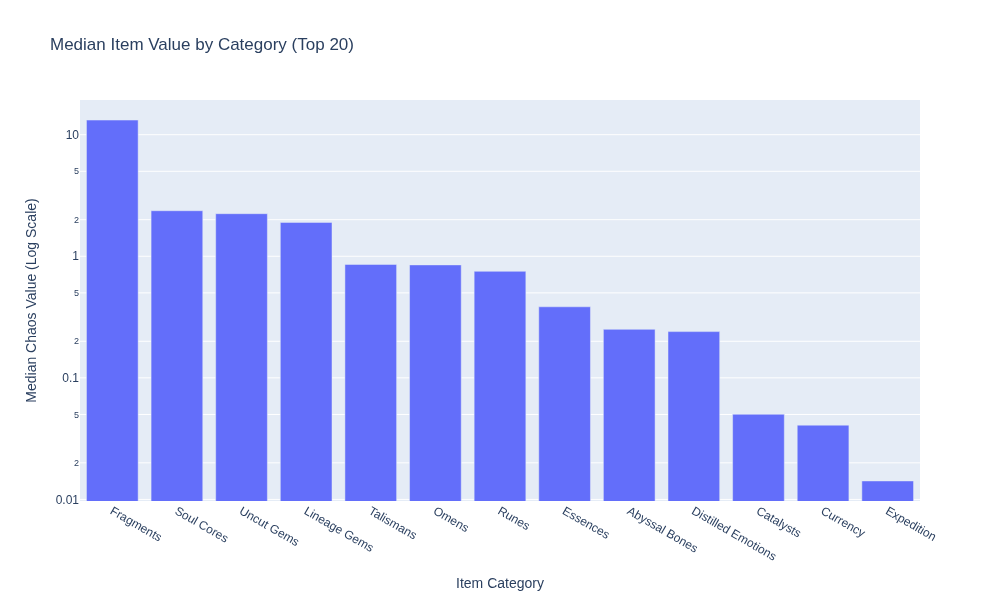 Median Item Value by Category (Top 20)
Median Chaos Value (Log Scale)
10
5
2
1
5
2
0.1
5
2
0.01
Fragments
Soul Cores
Uncut Gems
Lineage Gems
Talismans
Omens
Runes
Essences
Abyssal Bones
Distilled Emotions
Catalysts
Currency
Expedition
Item Category